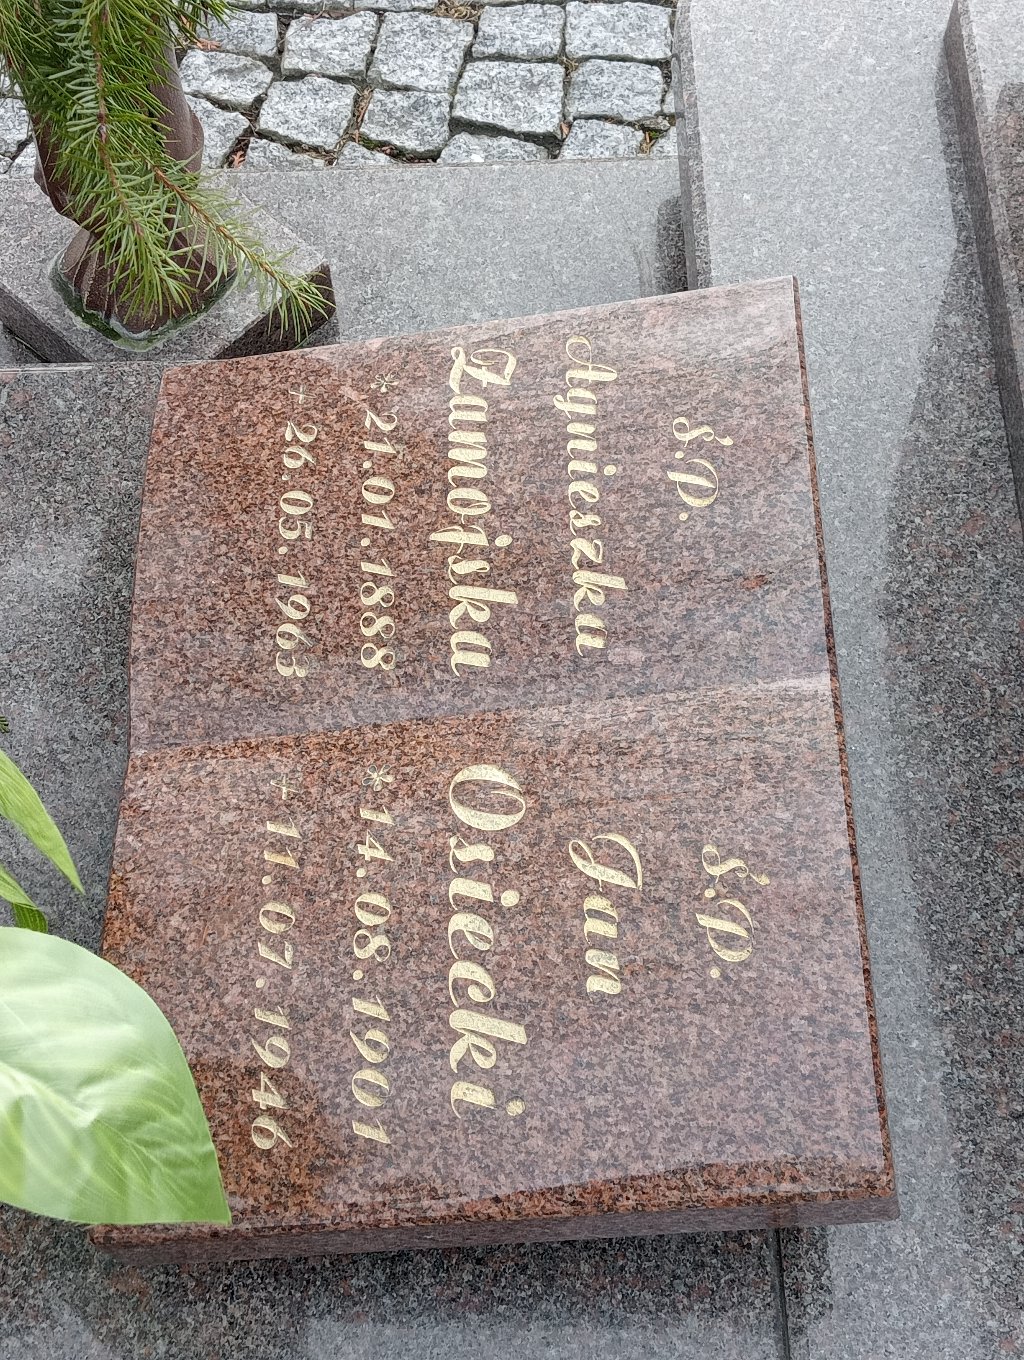 Ś.P.
Agnieszka
Zamojska
* 21.01.1888
+ 26.05.1963
Ś.P.
Jan
Osiecki
* 14.08.1901
+ 11.07.1946